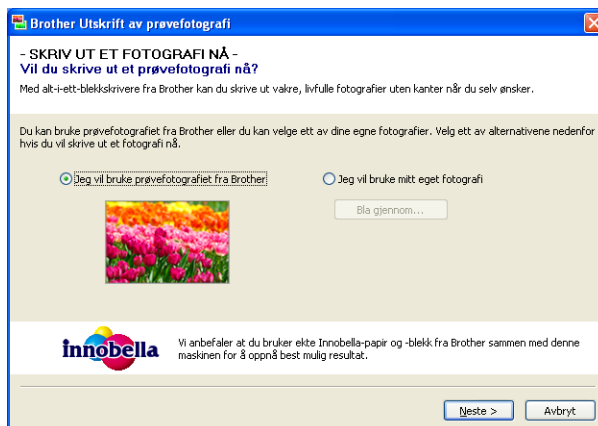 Brother Utskrift av prøvefotografi
- SKRIV UT ET FOTOGRAFI NÅ -
Vil du skrive ut et prøvefotografi nå?
Med alt-i-ett-blekkskrivere fra Brother kan du skrive ut vakre, livfulle fotografier uten kanter når du selv ønsker.
Du kan bruke prøvefotografiet fra Brother eller du kan velge ett av dine egne fotografier. Velg ett av alternativene nedenfor
hvis du vil skrive ut et fotografi nå.
Jeg vil bruke prøvefotografiet fra Brother
Jeg vil bruke mitt eget fotografi
Bla gjennom...
innobella
Vi anbefaler at du bruker ekte Innobella-papir og -blekk fra Brother sammen med denne
maskinen for å oppnå best mulig resultat.
Neste >
Avbryt